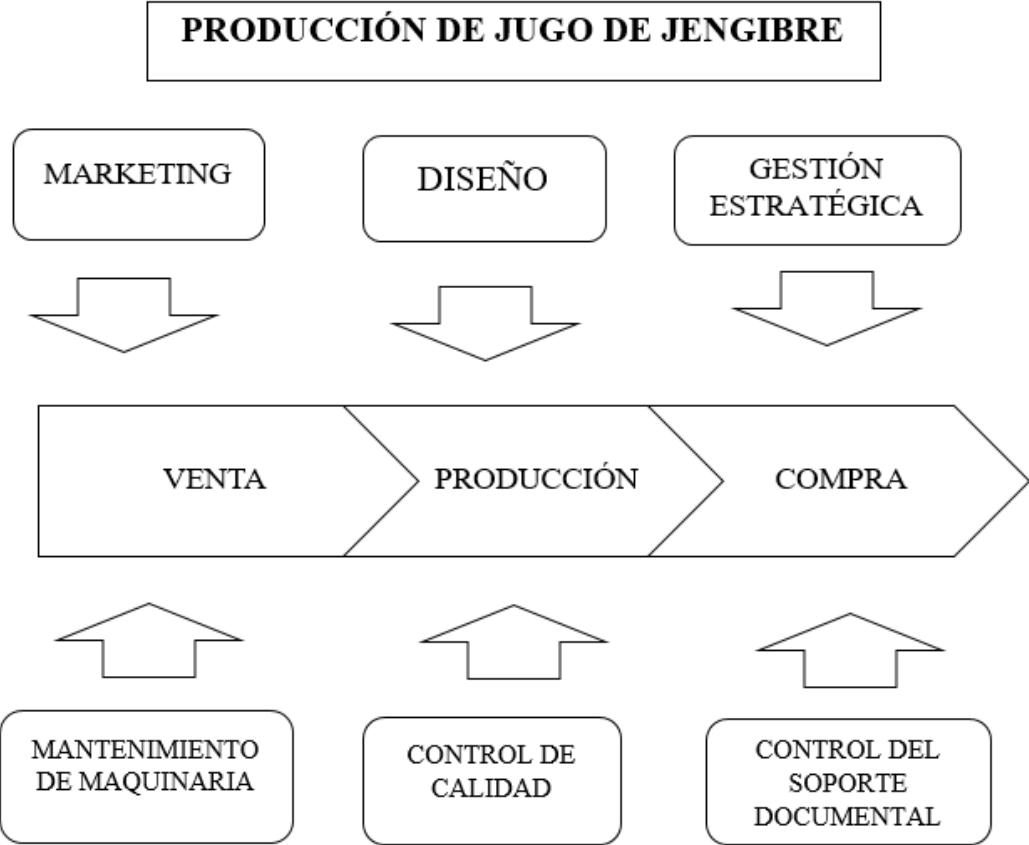 PRODUCCIÓN DE JUGO DE JENGIBRE
MARKETING
DISEÑO
GESTIÓN
ESTRATÉGICA
VENTA
PRODUCCIÓN
COMPRA
MANTENIMIENTO
DE MAQUINARIA
CONTROL DE
CALIDAD
CONTROL DEL
SOPORTE
DOCUMENTAL